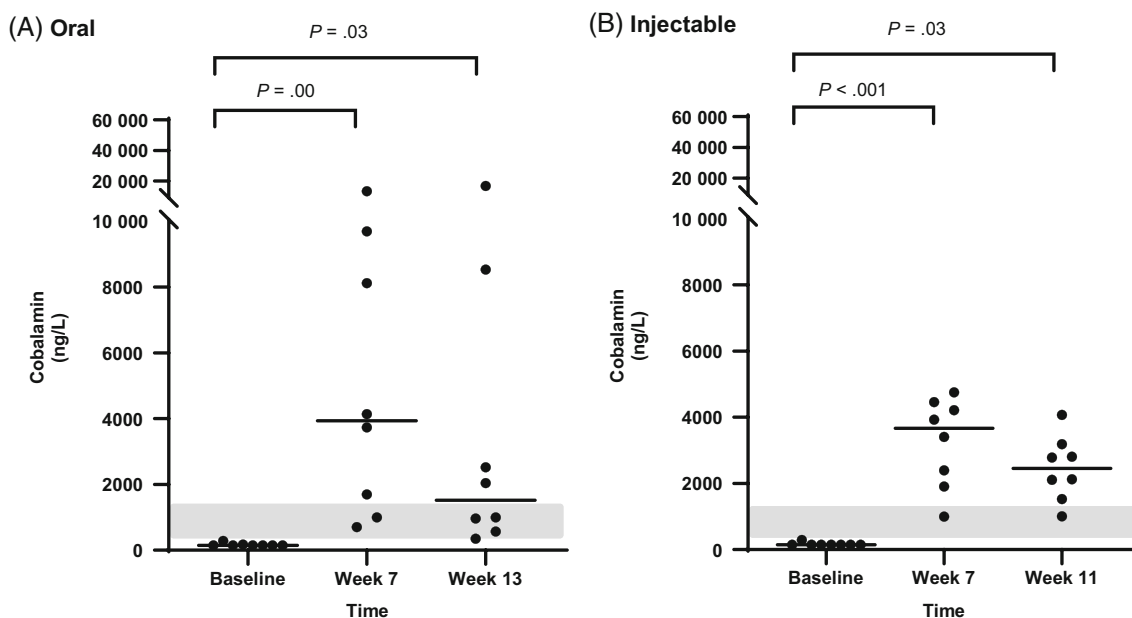 (A) Oral
P = .03
P = .00
60 000
40 000
20 000
10 000
8000
6000
4000
2000
0
Cobalamin
(ng/L)
Baseline
Week 7
Week 13
Time
(B) Injectable
P = .03
P < .001
60 000
40 000
20 000
10 000
8000
6000
4000
2000
0
Cobalamin
(ng/L)
Baseline
Week 7
Week 11
Time